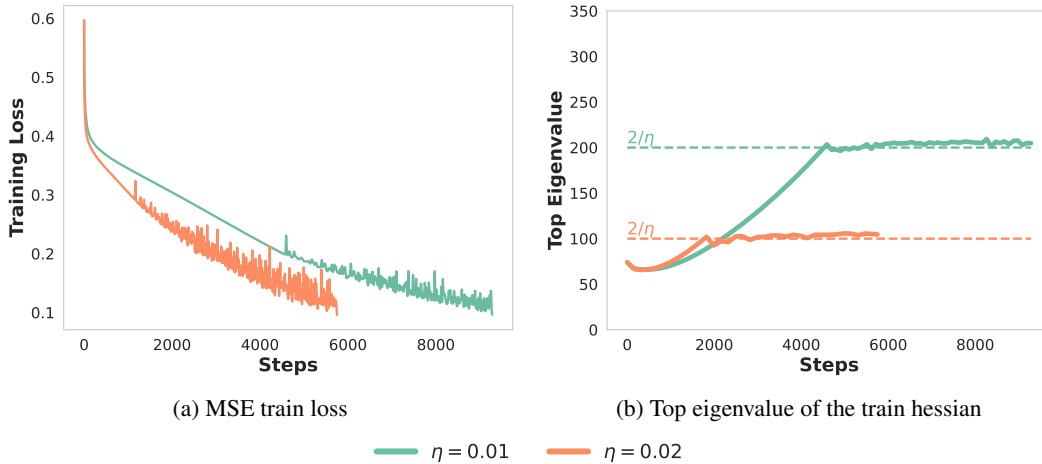 0.6
0.5
0.4
0.3
0.2
0.1
Training Loss
0 2000 4000 6000 8000
Steps
(a) MSE train loss
350
300
250
200
150
100
50
0
Top Eigenvalue
2/η
2/η
0 2000 4000 6000 8000
Steps
(b) Top eigenvalue of the train hessian
η = 0.01 η = 0.02